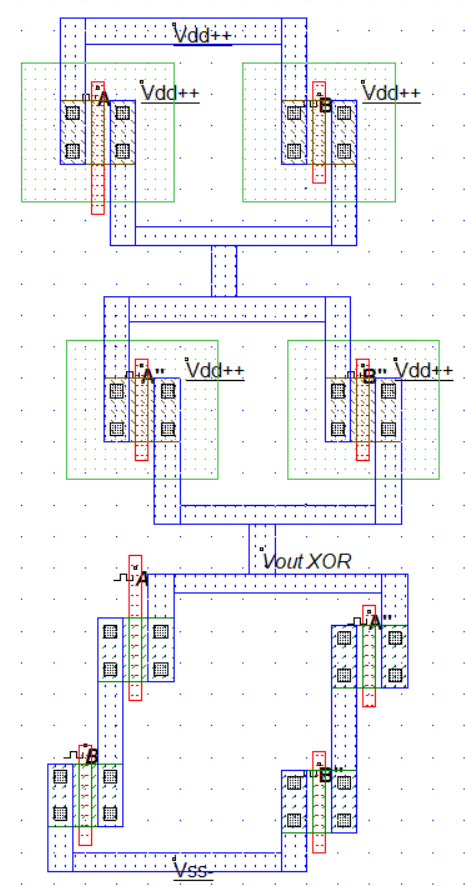 Vdd++
A
Vdd++
B
Vdd++
A"
Vdd++
B"
Vdd++
Vout XOR
A
A"
B
B"
Vss-